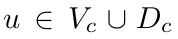 u ∈ V_c ∪ D_c